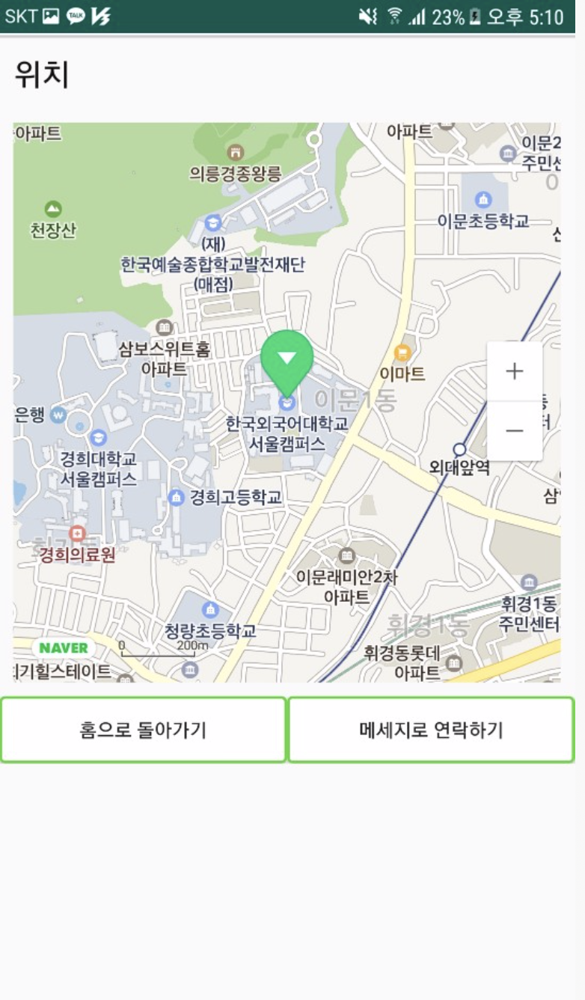 SKT TALK 23% 오후 5:10
위치
아파트
아파트
이문2
주민센
의릉경종왕릉
천장산
이문초등학교
(재)
한국예술종합학교발전재단
(매점)
삼보스위트홈
아파트
이마트
+
이문1동
은행
한국외국어대학교
서울캠퍼스
−
경희대학교
서울캠퍼스
외대앞역
경희고등학교
경희의료원
이문래미안2차
아파트
휘경1동
주민센터
청량초등학교
휘경1동
NAVER 0 200m
휘경동롯데
아파트
기힐스테이트
홈으로 돌아가기
메세지로 연락하기